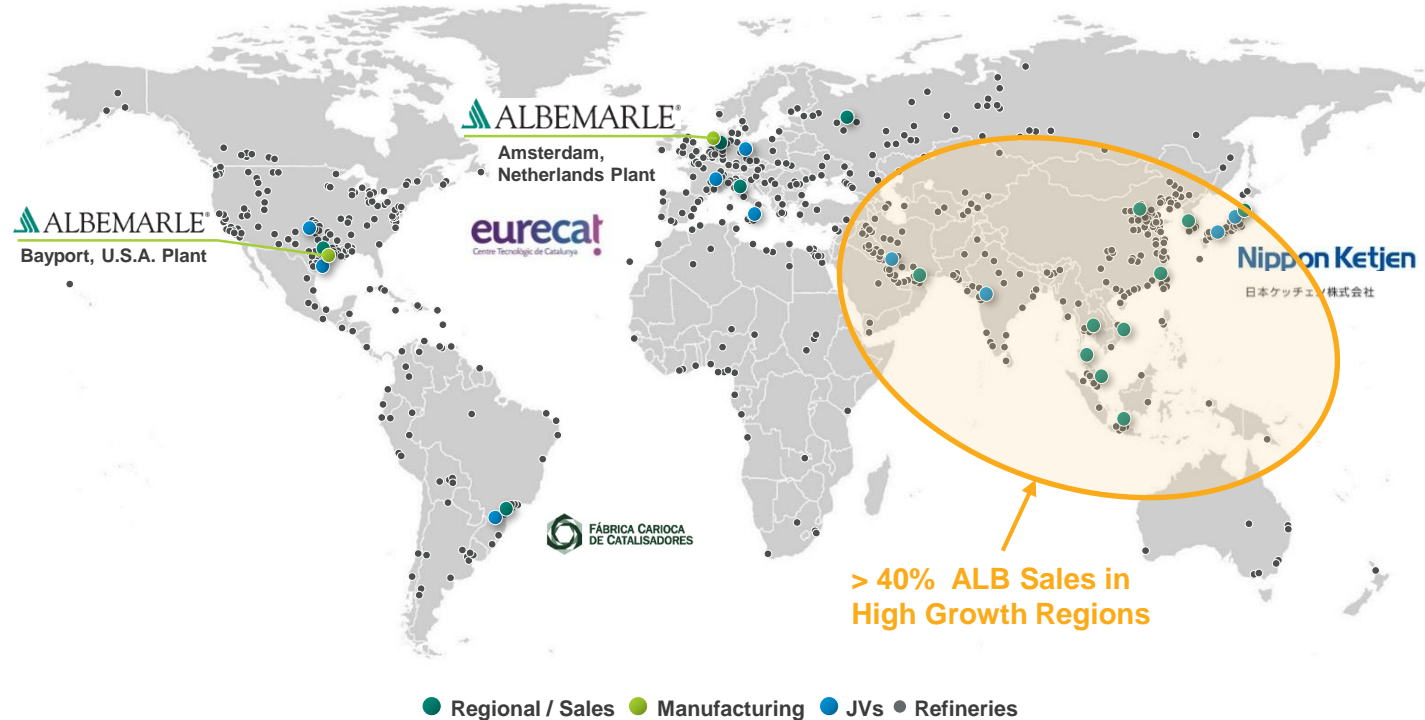 ALBEMARLE®
Amsterdam,
Netherlands Plant
ALBEMARLE®
Bayport, U.S.A. Plant
eurecat
Centre Tecnològic de Catalunya
Nippon Ketjen
日本ケッチェン株式会社
FÁBRICA CARIOCA
DE CATALISADORES
> 40% ALB Sales in
High Growth Regions
Regional / Sales Manufacturing JVs Refineries